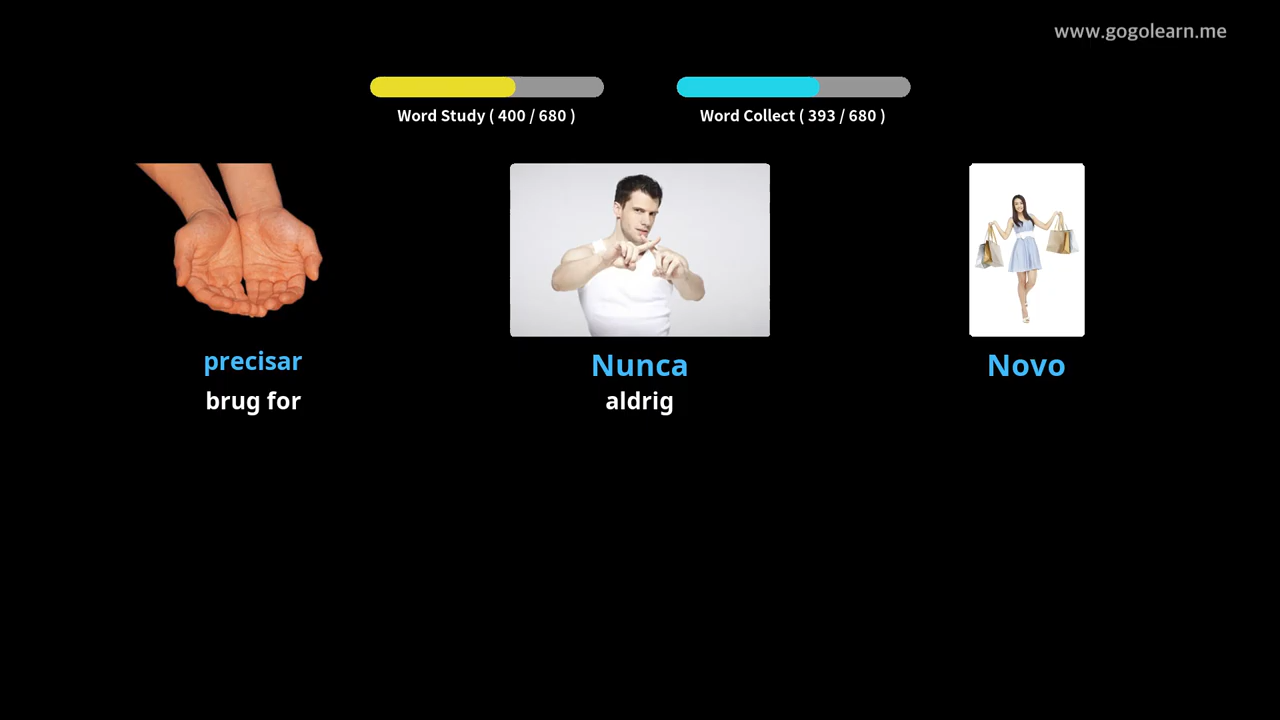 www.gogolearn.me
Word Study ( 400 / 680 )
Word Collect ( 393 / 680 )
precisar
brug for
Nunca
aldrig
Novo